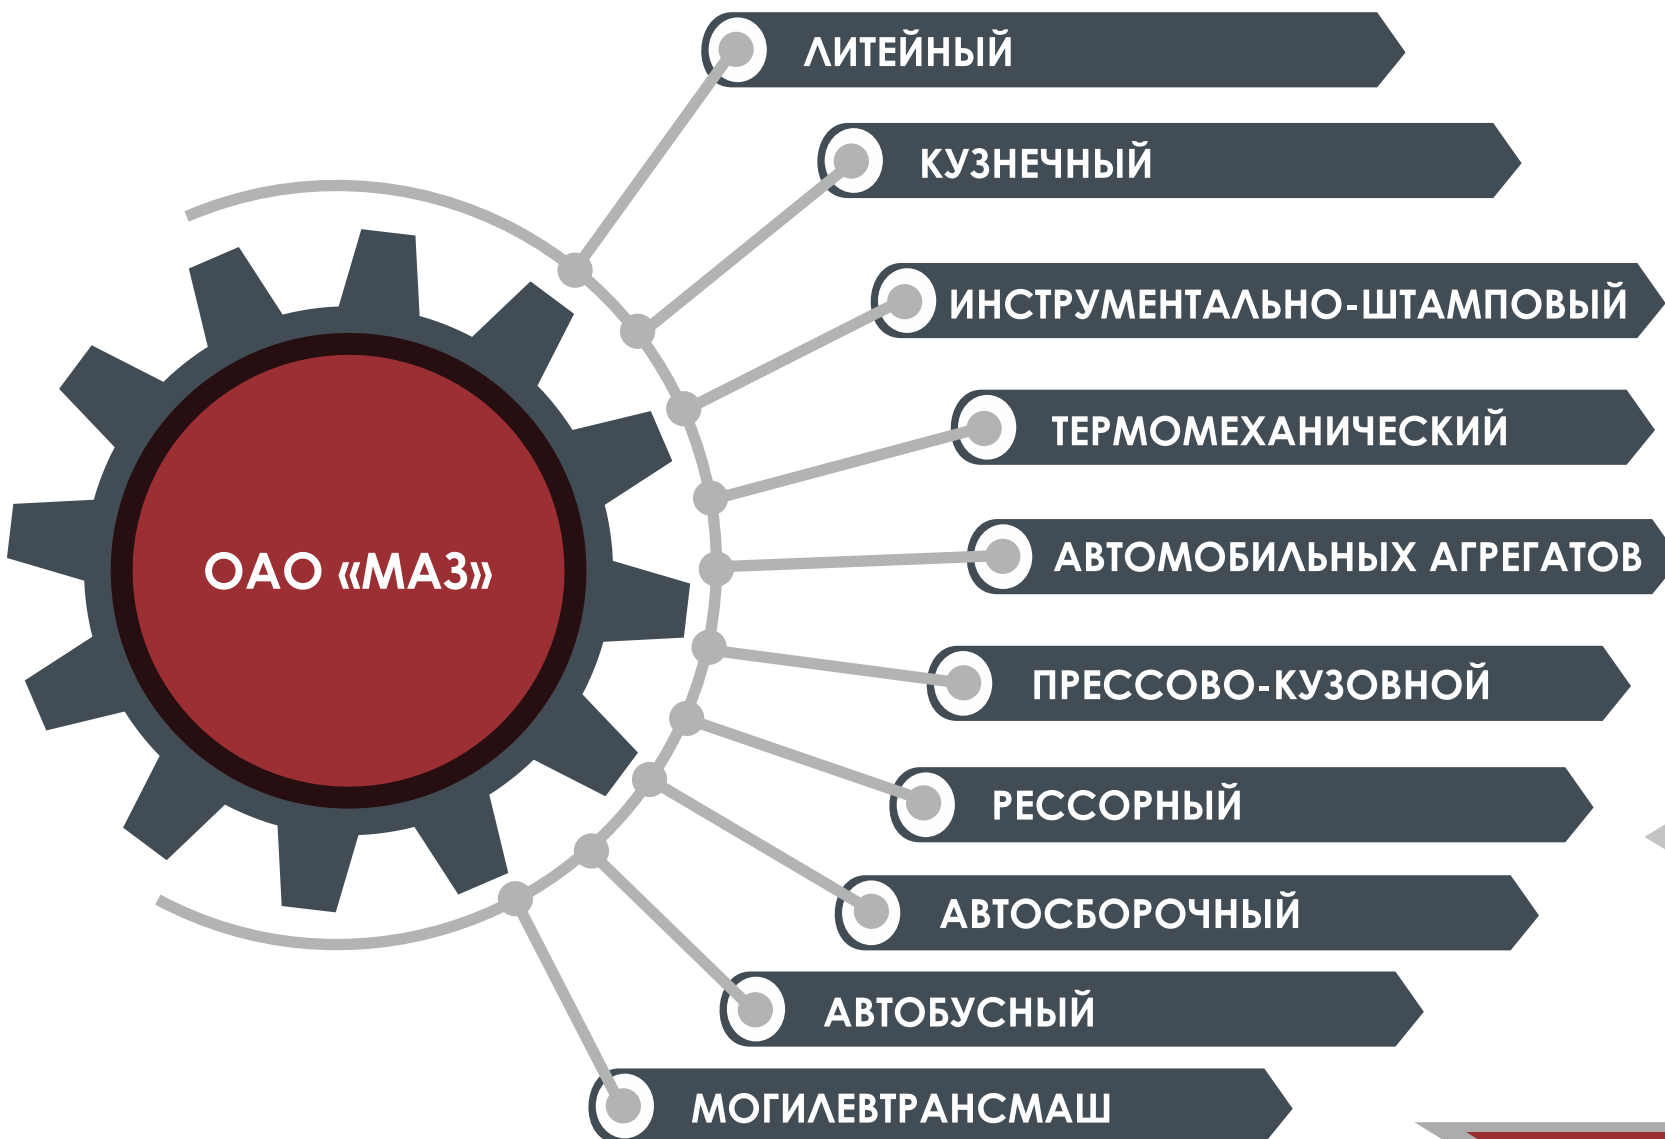 ЛИТЕЙНЫЙ
КУЗНЕЧНЫЙ
ИНСТРУМЕНТАЛЬНО-ШТАМПОВЫЙ
ТЕРМОМЕХАНИЧЕСКИЙ
АВТОМОБИЛЬНЫХ АГРЕГАТОВ
ОАО «МАЗ»
ПРЕССОВО-КУЗОВНОЙ
РЕССОРНЫЙ
АВТОСБОРОЧНЫЙ
АВТОБУСНЫЙ
МОГИЛЕВТРАНСМАШ